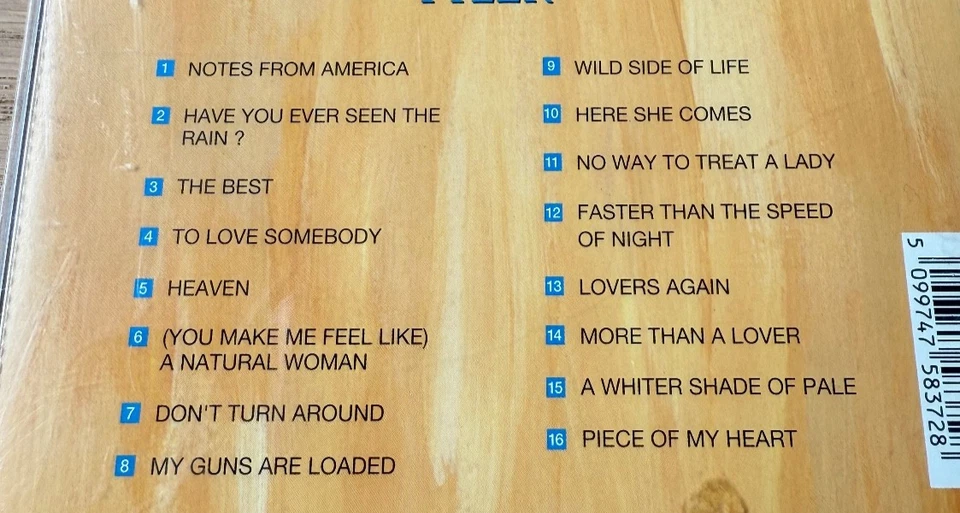 1 NOTES FROM AMERICA
2 HAVE YOU EVER SEEN THE
RAIN ?
3 THE BEST
4 TO LOVE SOMEBODY
5 HEAVEN
6 (YOU MAKE ME FEEL LIKE)
A NATURAL WOMAN
7 DON'T TURN AROUND
8 MY GUNS ARE LOADED
9 WILD SIDE OF LIFE
10 HERE SHE COMES
11 NO WAY TO TREAT A LADY
12 FASTER THAN THE SPEED
OF NIGHT
13 LOVERS AGAIN
14 MORE THAN A LOVER
15 A WHITER SHADE OF PALE
16 PIECE OF MY HEART
5 099747 583728